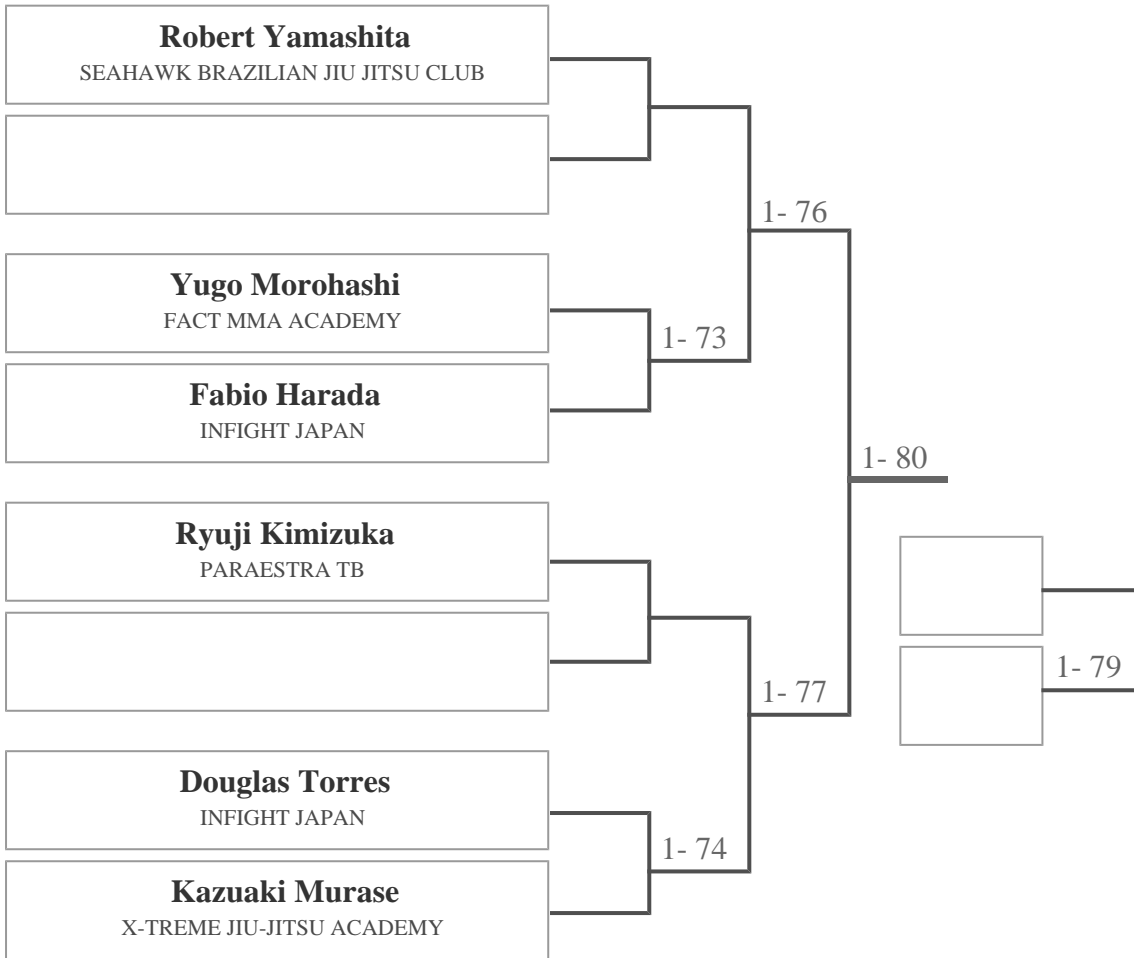 Robert Yamashita
SEAHAWK BRAZILIAN JIU JITSU CLUB
1- 76
Yugo Morohashi
FACT MMA ACADEMY
1- 73
Fabio Harada
INFIGHT JAPAN
1- 80
Ryuji Kimizuka
PARAESTRA TB
1- 79
1- 77
Douglas Torres
INFIGHT JAPAN
1- 74
Kazuaki Murase
X-TREME JIU-JITSU ACADEMY